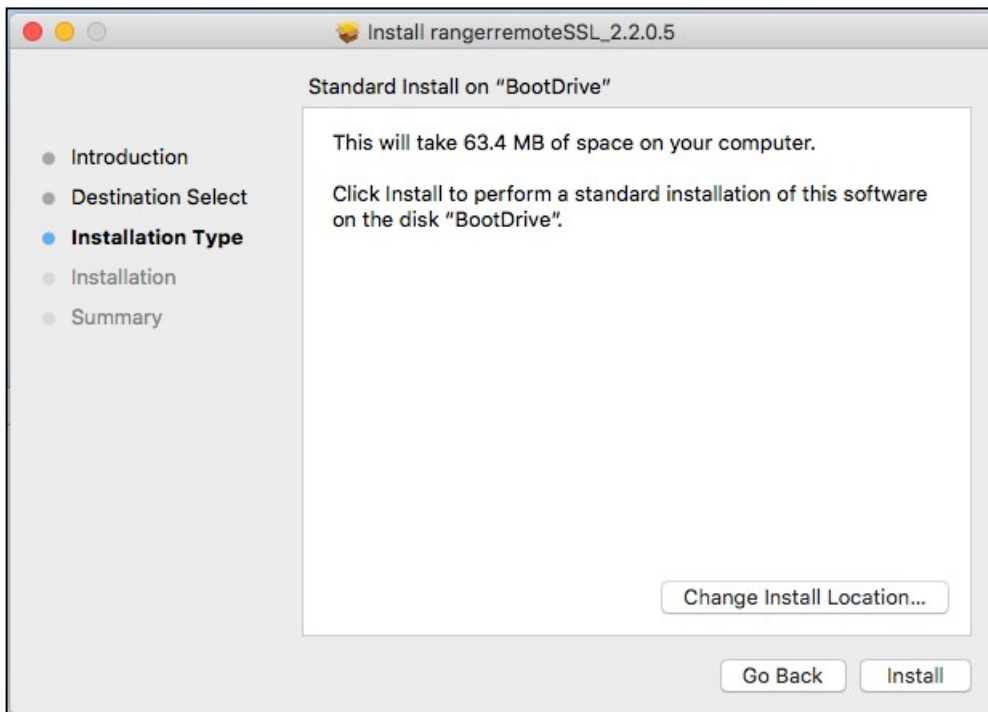 Install rangerremoteSSL_2.2.0.5
Standard Install on “BootDrive”
Introduction
Destination Select
Installation Type
Installation
Summary
This will take 63.4 MB of space on your computer.
Click Install to perform a standard installation of this software
on the disk “BootDrive”.
Change Install Location...
Go Back
Install